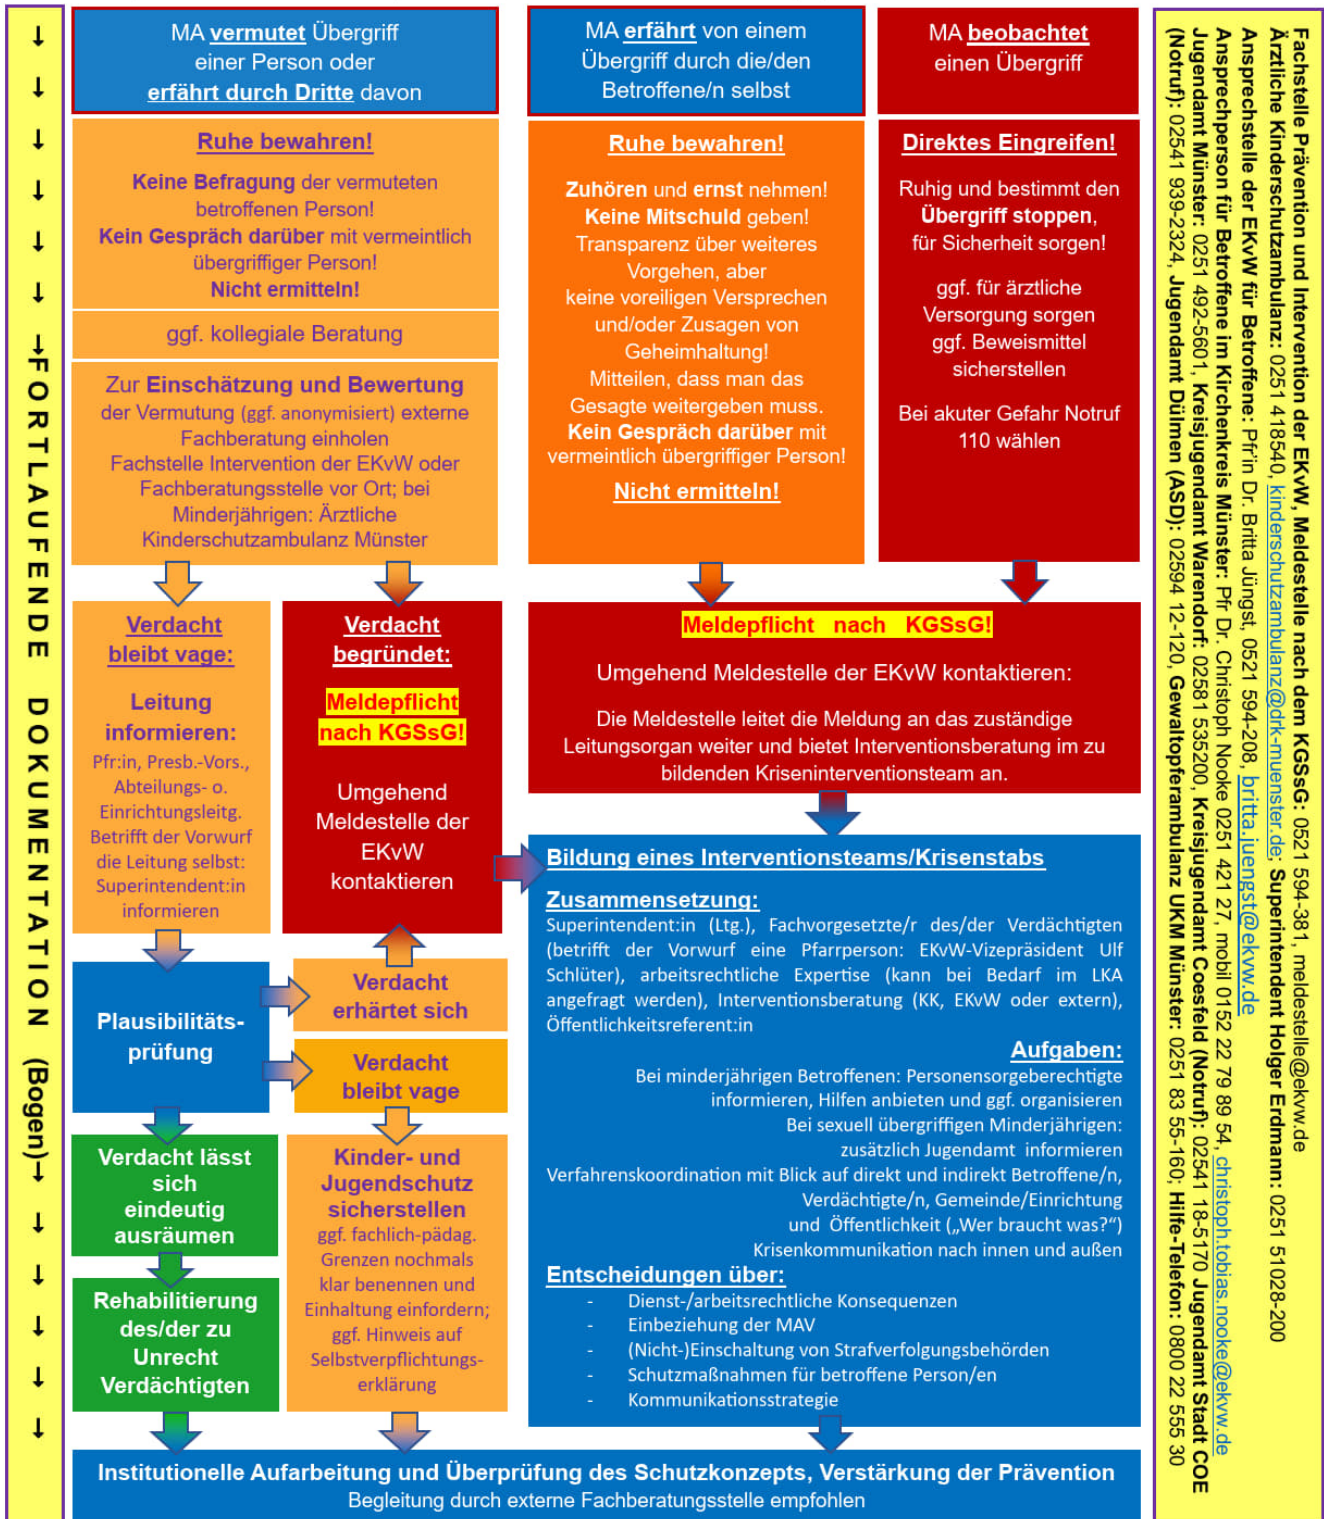 ↓
↓
↓
↓
↓
↓
↓FORTLAUFENDE DOKUMENTATION (Bogen)↓
↓
↓
↓
↓
↓
MA vermutet Übergriff
einer Person oder
erfährt durch Dritte davon
Ruhe bewahren!
Keine Befragung der vermuteten
betroffenen Person!
Kein Gespräch darüber mit vermeintlich
übergriffiger Person!
Nicht ermitteln!
ggf. kollegiale Beratung
Zur Einschätzung und Bewertung
der Vermutung (ggf. anonymisiert) externe
Fachberatung einholen
Fachstelle Intervention der EKvW oder
Fachberatungsstelle vor Ort; bei
Minderjährigen: Ärztliche
Kinderschutzambulanz Münster
MA erfährt von einem
Übergriff durch die/den
Betroffene/n selbst
Ruhe bewahren!
Zuhören und ernst nehmen!
Keine Mitschuld geben!
Transparenz über weiteres
Vorgehen, aber
keine voreiligen Versprechen
und/oder Zusagen von
Geheimhaltung!
Mitteilen, dass man das
Gesagte weitergeben muss.
Kein Gespräch darüber mit
vermeintlich übergriffiger Person!
Nicht ermitteln!
MA beobachtet
einen Übergriff
Direktes Eingreifen!
Ruhig und bestimmt den
Übergriff stoppen,
für Sicherheit sorgen!
ggf. für ärztliche
Versorgung sorgen
ggf. Beweismittel
sicherstellen
Bei akuter Gefahr Notruf
110 wählen
Verdacht
bleibt vage:
Leitung
informieren:
Pfr:in, Presb.-Vors.,
Abteilungs- o.
Einrichtungsleitg.
Betrifft der Vorwurf
die Leitung selbst:
Superintendent:in
informieren
Verdacht
begründet:
Meldepflicht
nach KGSsG!
Umgehend
Meldestelle der
EKvW
kontaktieren
Meldepflicht nach KGSsG!
Umgehend Meldestelle der EKvW kontaktieren:
Die Meldestelle leitet die Meldung an das zuständige
Leitungsorgan weiter und bietet Interventionsberatung im zu
bildenden Kriseninterventionsteam an.
Plausibilitäts-
prüfung
Verdacht
erhärtet sich
Verdacht
bleibt vage
Verdacht lässt
sich
eindeutig
ausräumen
Rehabilitierung
des/der zu
Unrecht
Verdächtigten
Kinder- und
Jugendschutz
sicherstellen
ggf. fachlich-pädag.
Grenzen nochmals
klar benennen und
Einhaltung einfordern;
ggf. Hinweis auf
Selbstverpflichtungs-
erklärung
Bildung eines Interventionsteams/Krisenstabs
Zusammensetzung:
Superintendent:in (Ltg.), Fachvorgesetzte/r des/der Verdächtigten
(betrifft der Vorwurf eine Pfarrperson: EKvW-Vizepräsident Ulf
Schlüter), arbeitsrechtliche Expertise (kann bei Bedarf im LKA
angefragt werden), Interventionsberatung (KK, EKvW oder extern),
Öffentlichkeitsreferent:in
Aufgaben:
Bei minderjährigen Betroffenen: Personensorgeberechtigte
informieren, Hilfen anbieten und ggf. organisieren
Bei sexuell übergriffigen Minderjährigen:
zusätzlich Jugendamt informieren
Verfahrenskoordination mit Blick auf direkt und indirekt Betroffene/n,
Verdächtigte/n, Gemeinde/Einrichtung
und Öffentlichkeit („Wer braucht was?“)
Krisenkommunikation nach innen und außen
Entscheidungen über:
- Dienst-/arbeitsrechtliche Konsequenzen
- Einbeziehung der MAV
- (Nicht-)Einschaltung von Strafverfolgungsbehörden
- Schutzmaßnahmen für betroffene Person/en
- Kommunikationsstrategie
Institutionelle Aufarbeitung und Überprüfung des Schutzkonzepts, Verstärkung der Prävention
Begleitung durch externe Fachberatungsstelle empfohlen
Fachstelle Prävention und Intervention der EKvW, Meldestelle nach dem KGSsG: 0521 594-381, meldestelle@ekvw.de
Ärztliche Kinderschutzambulanz: 0251 418540, kinderschutzambulanz@drk-muenster.de; Superintendent Holger Erdmann: 0251 51028-200
Ansprechstelle der EKvW für Betroffene: Pfr'in Dr. Britta Jüngst, 0521 594-208, britta.juengst@ekvw.de
Ansprechperson für Betroffene im Kirchenkreis Münster: Pfr Dr. Christoph Nooke 0251 421 27, mobil 0152 22 79 89 54, christoph.tobias.nooke@ekvw.de
Jugendamt Münster: 0251 492-5601, Kreisjugendamt Warendorf: 02581 535200, Kreisjugendamt Coesfeld (Notruf): 02541 18-5170 Jugendamt Stadt COE
(Notruf): 02541 939-2324, Jugendamt Dülmen (ASD): 02594 12-120, Gewaltopferambulanz UKM Münster: 0251 83 55-160; Hilfe-Telefon: 0800 22 555 30